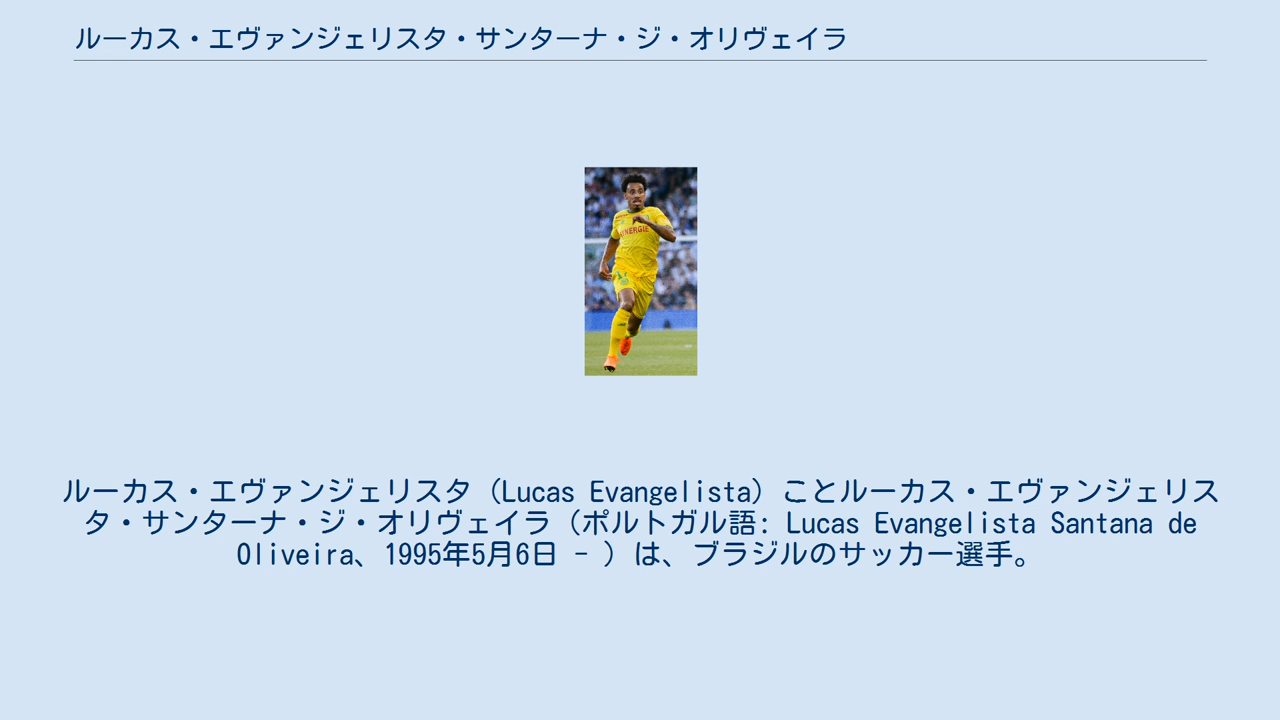 ルーカス・エヴァンジェリスタ・サンターナ・ジ・オリヴェイラ
SYNERGIE
ルーカス・エヴァンジェリスタ（Lucas Evangelista）ことルーカス・エヴァンジェリス
タ・サンターナ・ジ・オリヴェイラ（ポルトガル語: Lucas Evangelista Santana de
Oliveira、1995年5月6日 - ）は、ブラジルのサッカー選手。